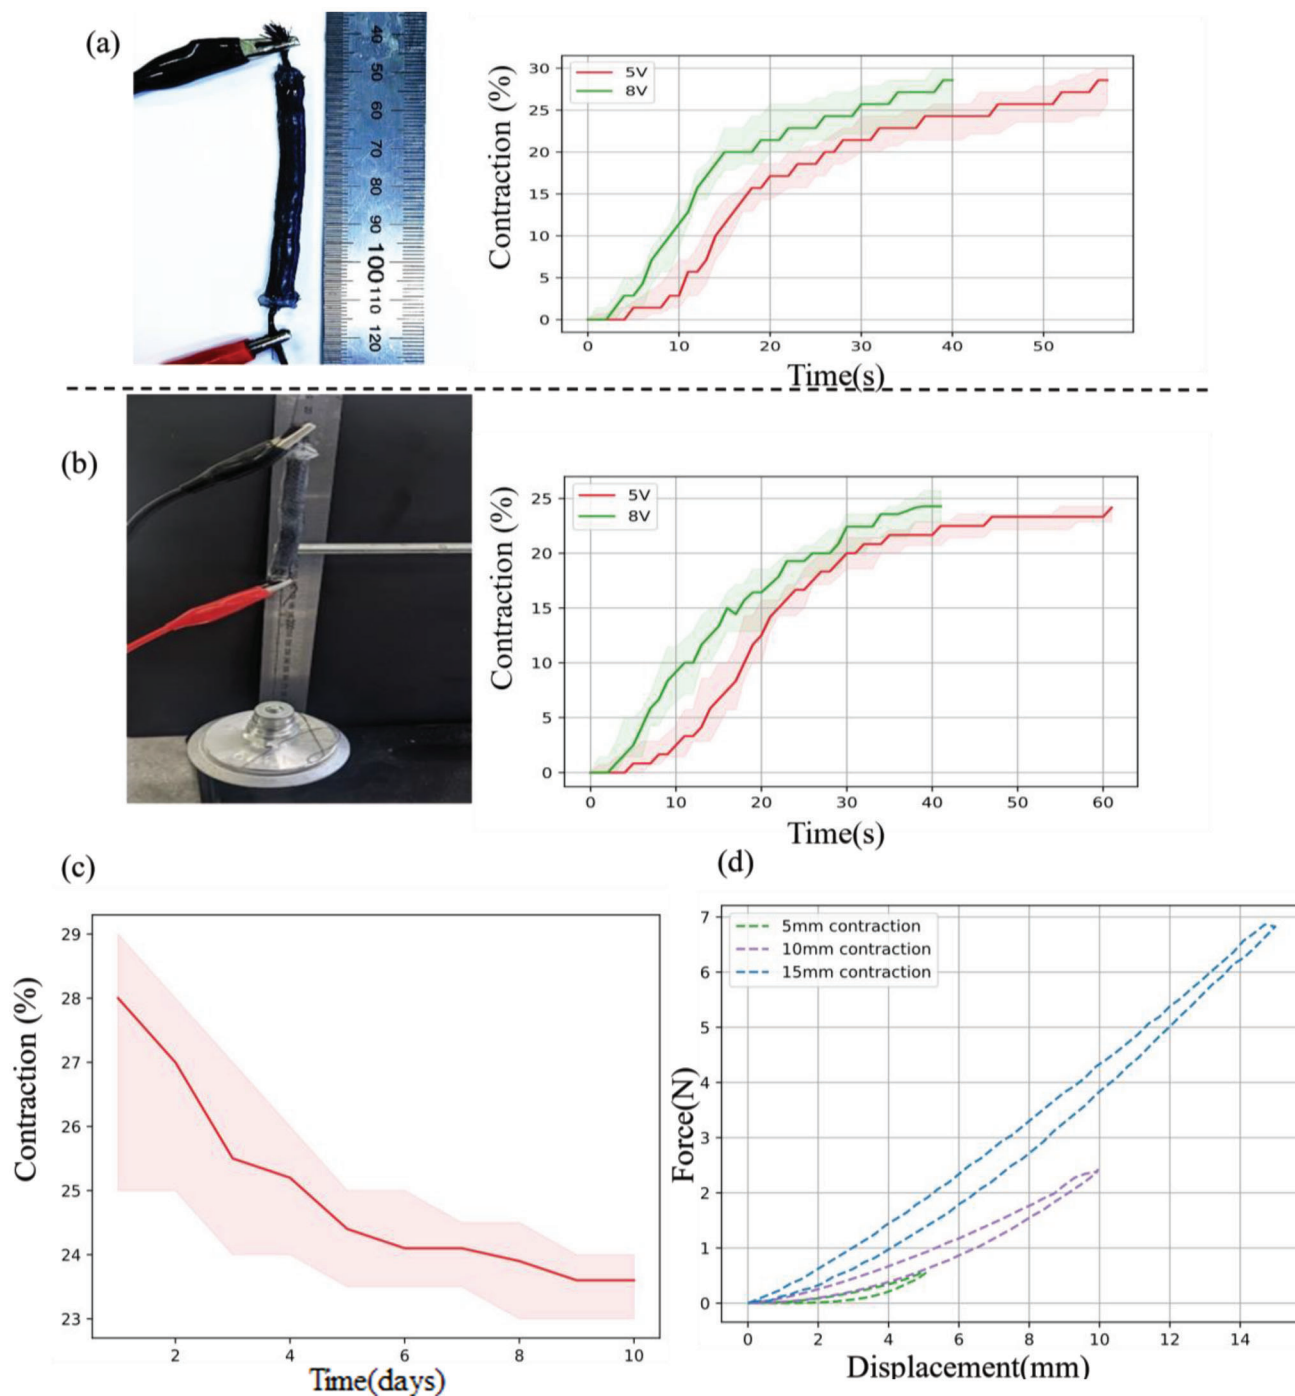 (a)
40
50
60
70
80
90
100
110
120
Contraction (%)
30
25
20
15
10
5
0
5V
8V
0 10 20 30 40 50
Time(s)
(b)
Contraction (%)
25
20
15
10
5
0
5V
8V
0 10 20 30 40 50 60
Time(s)
(c)
Contraction (%)
29
28
27
26
25
24
23
2 4 6 8 10
Time(days)
(d)
Force(N)
7
6
5
4
3
2
1
0
5mm contraction
10mm contraction
15mm contraction
0 2 4 6 8 10 12 14
Displacement(mm)